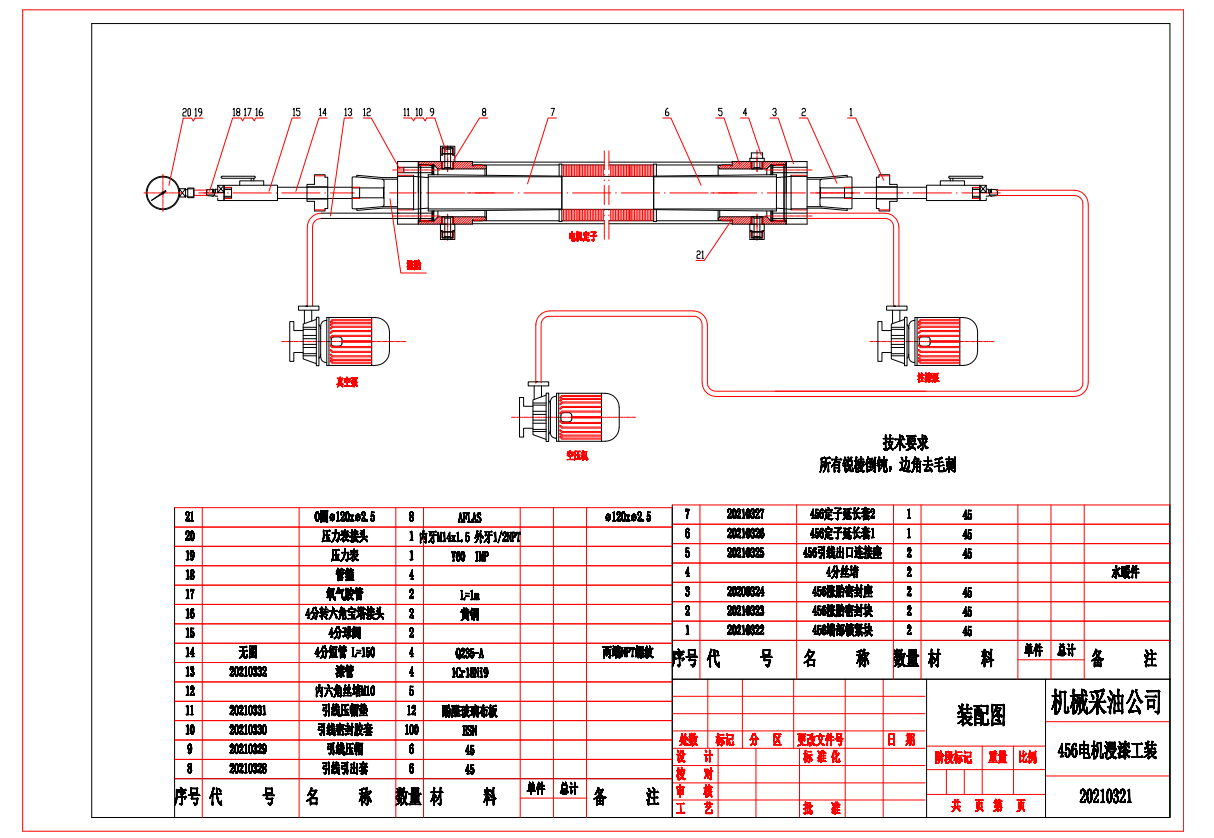 20 19 18 17 16 15 14 13 12 11 10 9 8 7 6 5 4 3 2 1
电机定子
21
真空泵
注漆泵
空压机
技术要求
所有锐棱倒钝，边角去毛刺
21 O圈φ120xφ2.5 8 AFLAS φ120xφ2.5
20 压力表接头 1 内牙M14x1.5 外牙1/2NPT
19 压力表 1 Y60 1MP
18 管箍 4
17 氧气胶管 2 L=1m
16 4分转六角宝塔接头 2 黄铜
15 4分球阀 2
14 无图 4分短管 L=150 4 Q235-A 两端NPT螺纹
13 20210332 漆管 4 1Cr18Ni9
12 内六角丝堵M10 5
11 20210331 引线压帽垫 12 酚醛玻璃布板
10 20210330 引线密封胶套 100 HSN
9 20210329 引线压帽 6 45
8 20210328 引线引出套 6 45
序号 代号 名称 数量 材料 单件 总计 备注
7 20210327 456定子延长套2 1 45
6 20210326 456定子延长套1 1 45
5 20210325 456引线出口连接座 2 45
4 4分丝堵 2 水暖件
3 20200324 456涨胎密封座 2 45
2 20210323 456涨胎密封块 2 45
1 20210322 456端部锁紧块 2 45
序号 代号 名称 数量 材料 单件 总计 备注
处数 标记 分区 更改文件号 日期
设计 标准化
校对
审核
工艺 批准
装配图
阶段标记 重量 比例
共 页 第 页
机械采油公司
456电机浸漆工装
20210321